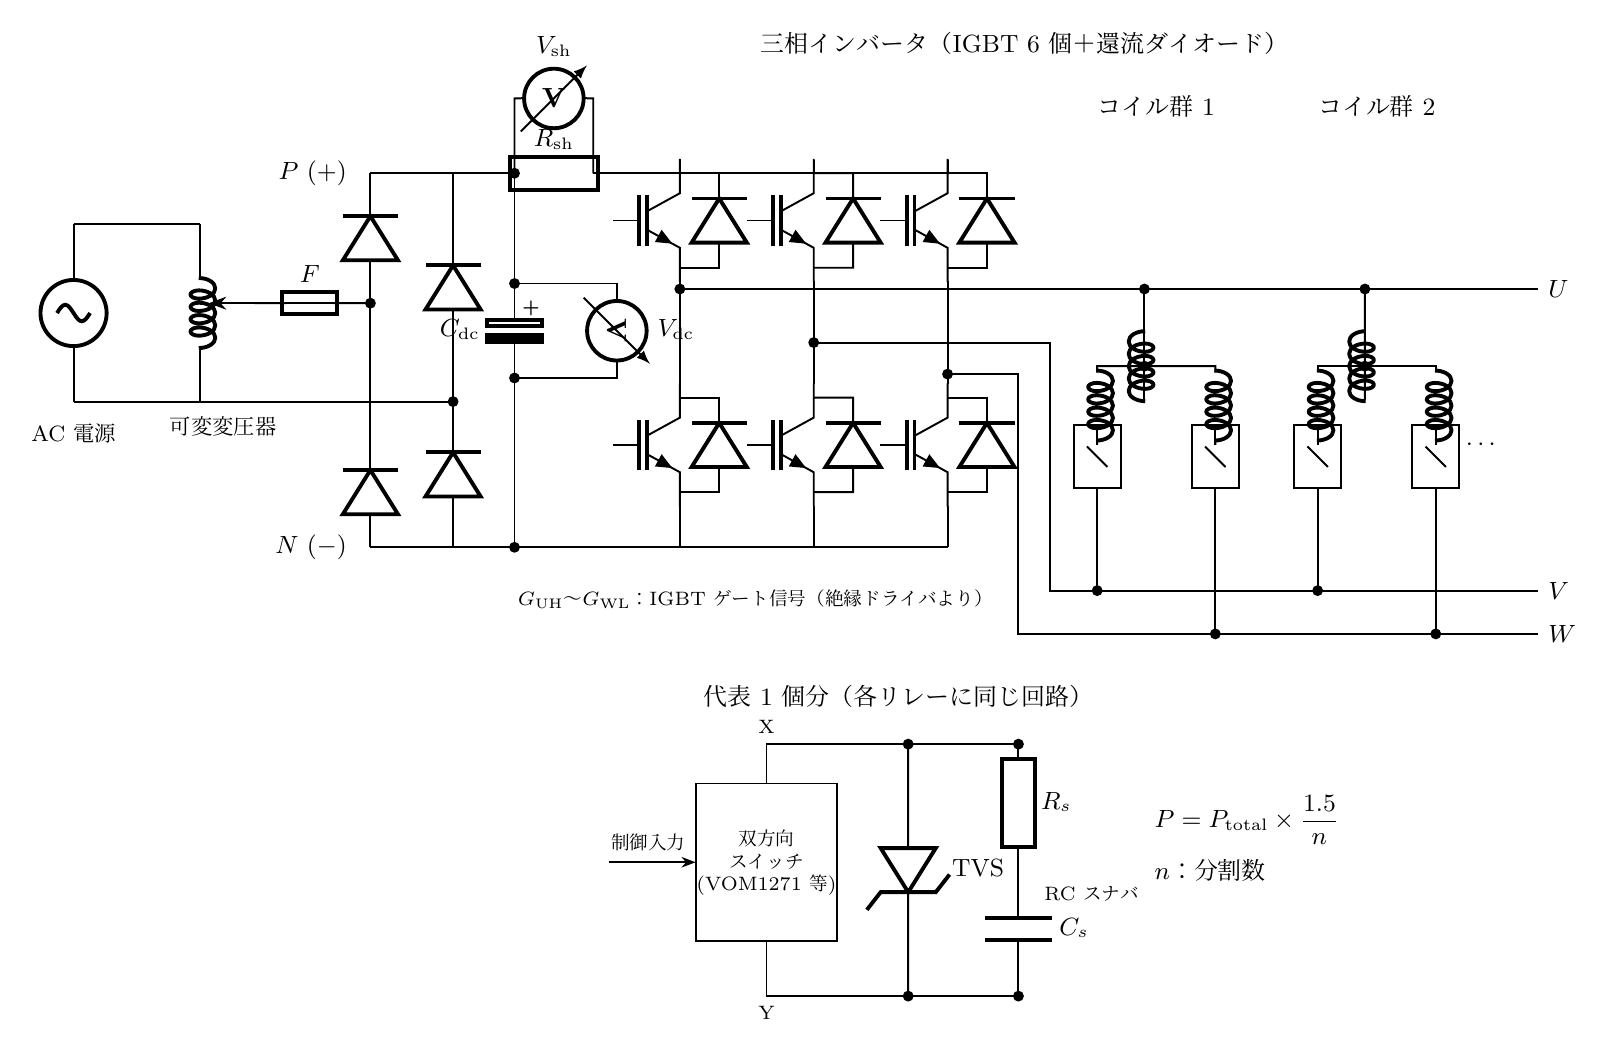 三相インバータ（IGBT 6 個＋還流ダイオード）
V_sh
V
コイル群 1
コイル群 2
R_sh
P (+)
F
U
+
C_dc
V
V_dc
AC 電源
可変変圧器
...
N (−)
G_UH～G_WL：IGBT ゲート信号（絶縁ドライバより）
V
W
代表 1 個分（各リレーに同じ回路）
X
制御入力
双方向
スイッチ
(VOM1271 等)
TVS
R_s
RC スナバ
C_s
P = P_total × 1.5/n
n：分割数
Y